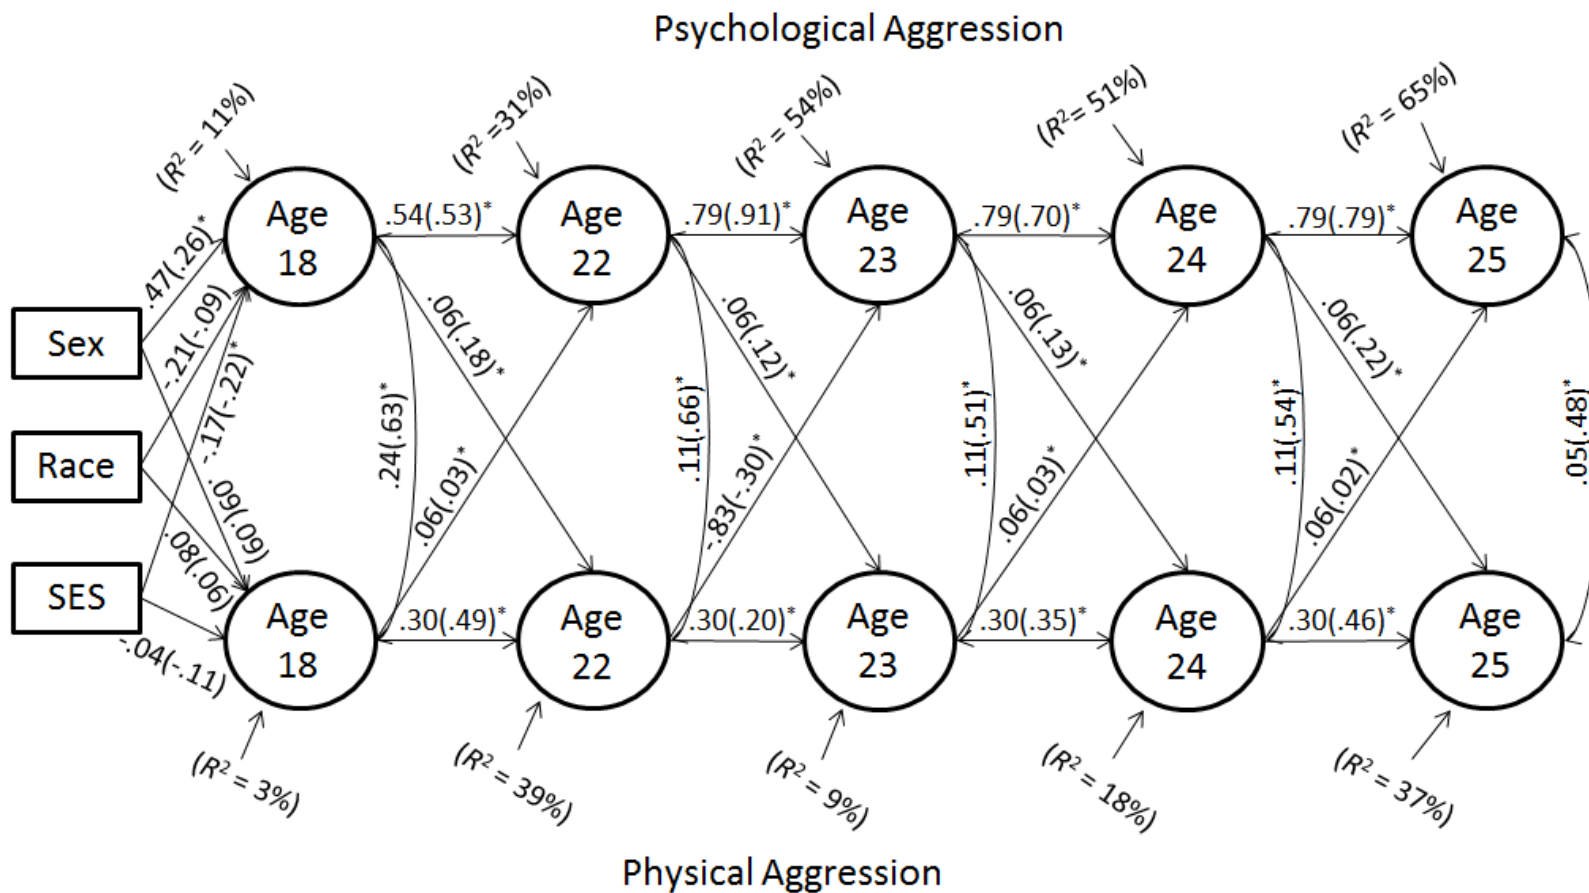 Psychological Aggression
(R² = 11%)
(R² =31%)
(R² = 54%)
(R² = 51%)
(R² = 65%)
Age
18
.54(.53)*
Age
22
.79(.91)*
Age
23
.79(.70)*
Age
24
.79(.79)*
Age
25
.47(.26)*
-.21(-.09)
-.17(-.22)*
Sex
Race
SES
.09(.09)
.08(.06)
-.04(-.11)
.06(.18)*
.24(.63)*
.06(.03)*
.06(.12)*
.11(.66)*
-.83(-.30)*
.06(.13)*
.11(.51)*
.06(.03)*
.06(.22)*
.11(.54)*
.06(.02)*
.05(.48)*
Age
18
.30(.49)*
Age
22
.30(.20)*
Age
23
.30(.35)*
Age
24
.30(.46)*
Age
25
(R² = 3%)
(R² = 39%)
(R² = 9%)
(R² = 18%)
(R² = 37%)
Physical Aggression